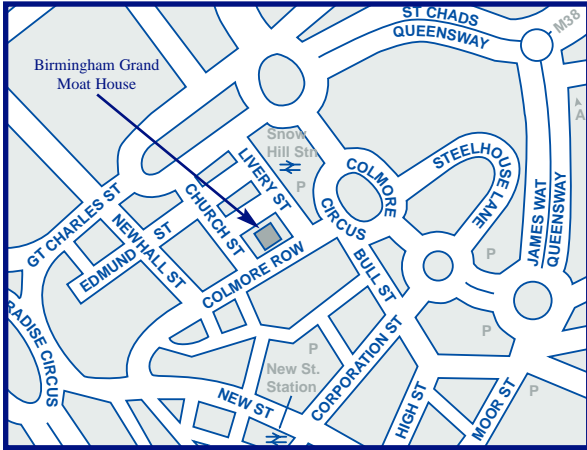 ST CHADS
QUEENSWAY
M38
A
Birmingham Grand
Moat House
Snow
Hill Stn
P
LIVERY ST
COLMORE
CIRCUS
STEELHOUSE
LANE
JAMES WAT
QUEENSWAY
GT CHARLES ST
NEWHALL ST
EDMUND ST
CHURCH ST
COLMORE ROW
BULL ST
P
RADISE CIRCUS
P
New St.
Station
NEW ST
CORPORATION ST
HIGH ST
MOOR ST
P
P